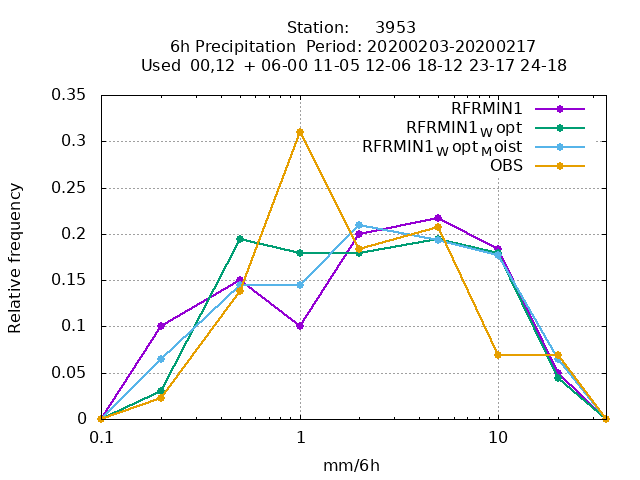 Station:     3953
6h Precipitation  Period: 20200203-20200217
Used  00,12  + 06-00 11-05 12-06 18-12 23-17 24-18
RFRMIN1
RFRMIN1WOpt
RFRMIN1WoptMoist
OBS
Relative frequency
0.35
0.3
0.25
0.2
0.15
0.1
0.05
0
0.1
1
10
mm/6h